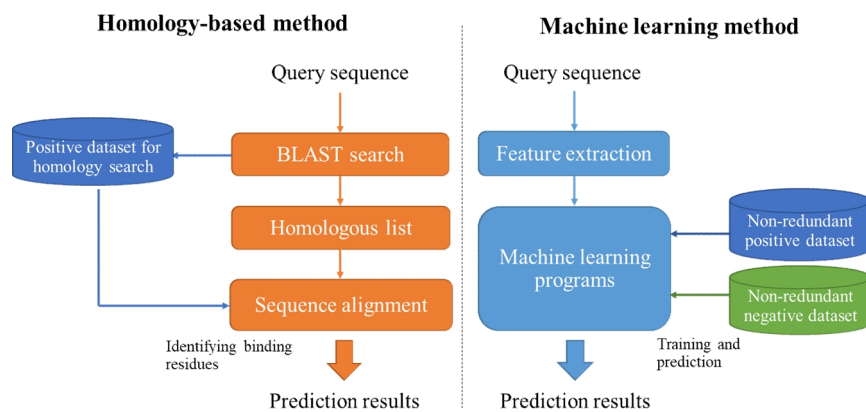 Homology-based method
Query sequence
Positive dataset for
homology search
BLAST search
Homologous list
Sequence alignment
Identifying binding
residues
Prediction results
Machine learning method
Query sequence
Feature extraction
Machine learning
programs
Non-redundant
positive dataset
Non-redundant
negative dataset
Training and
prediction
Prediction results